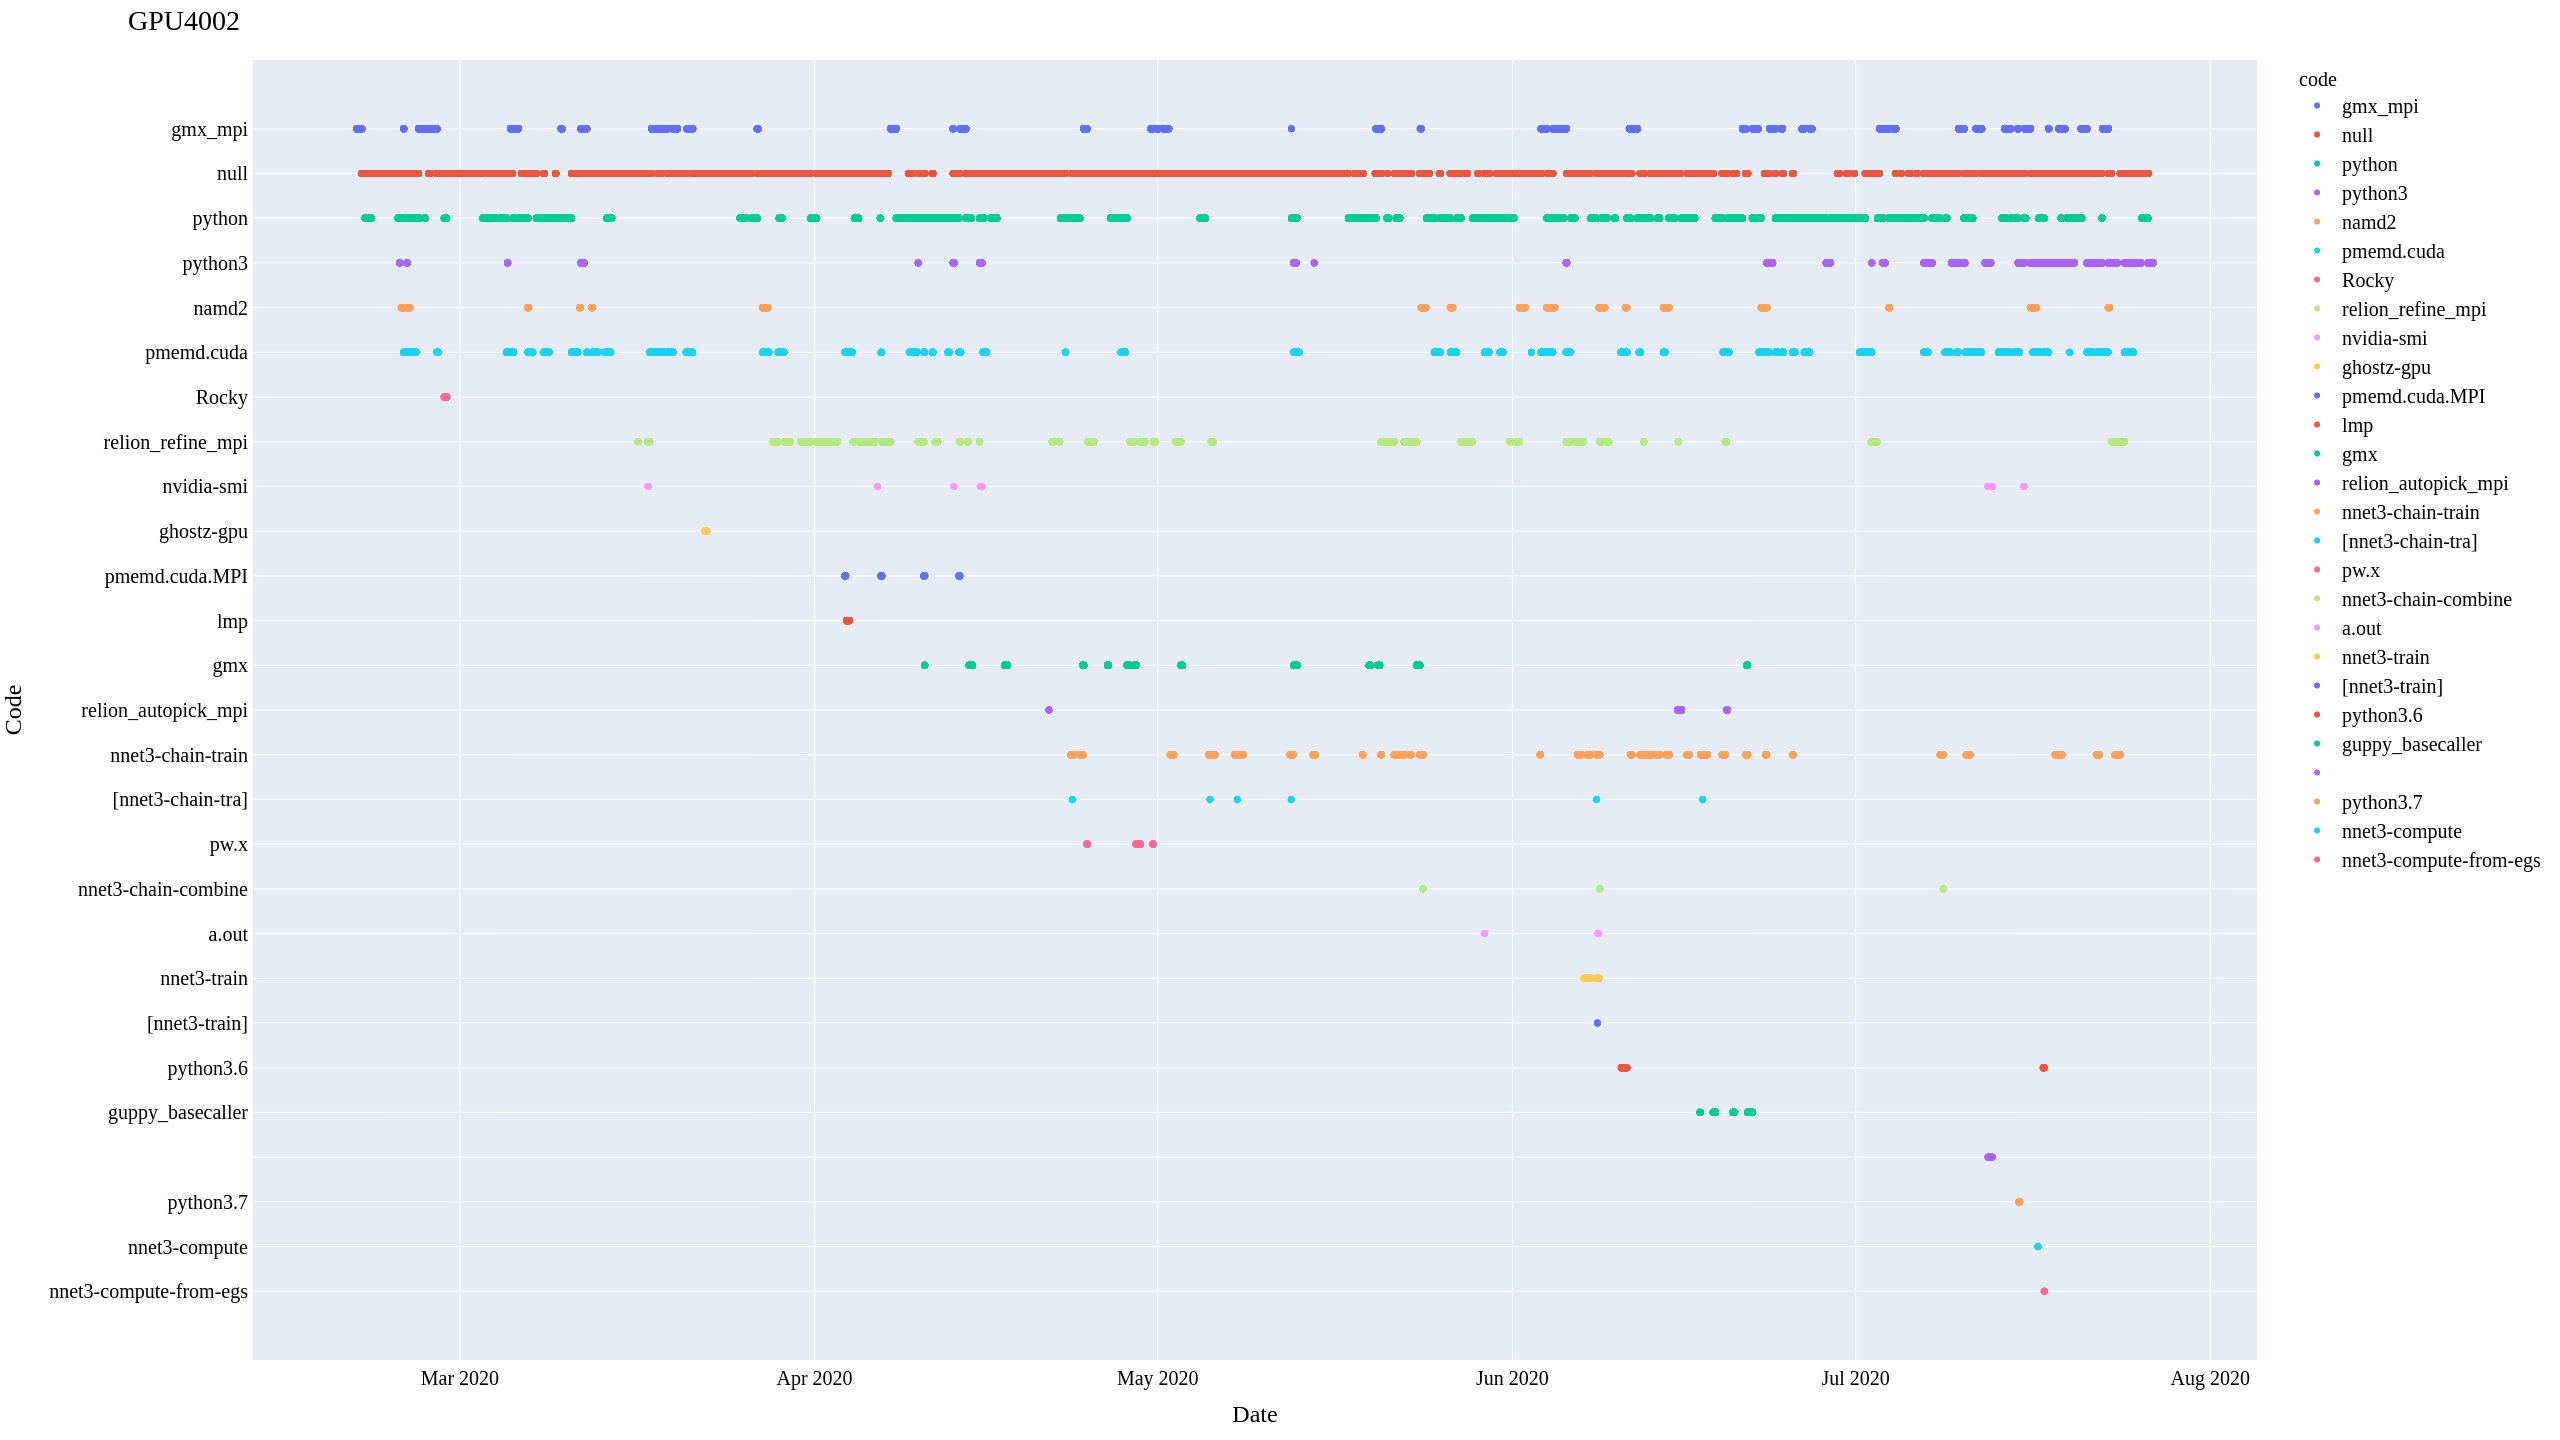 GPU4002
gmx_mpi
null
python
python3
namd2
pmemd.cuda
Rocky
relion_refine_mpi
nvidia-smi
ghostz-gpu
pmemd.cuda.MPI
lmp
gmx
relion_autopick_mpi
nnet3-chain-train
[nnet3-chain-tra]
pw.x
nnet3-chain-combine
a.out
nnet3-train
[nnet3-train]
python3.6
guppy_basecaller
python3.7
nnet3-compute
nnet3-compute-from-egs
Code
Mar 2020
Apr 2020
May 2020
Jun 2020
Jul 2020
Aug 2020
Date
code
gmx_mpi
null
python
python3
namd2
pmemd.cuda
Rocky
relion_refine_mpi
nvidia-smi
ghostz-gpu
pmemd.cuda.MPI
lmp
gmx
relion_autopick_mpi
nnet3-chain-train
[nnet3-chain-tra]
pw.x
nnet3-chain-combine
a.out
nnet3-train
[nnet3-train]
python3.6
guppy_basecaller
python3.7
nnet3-compute
nnet3-compute-from-egs